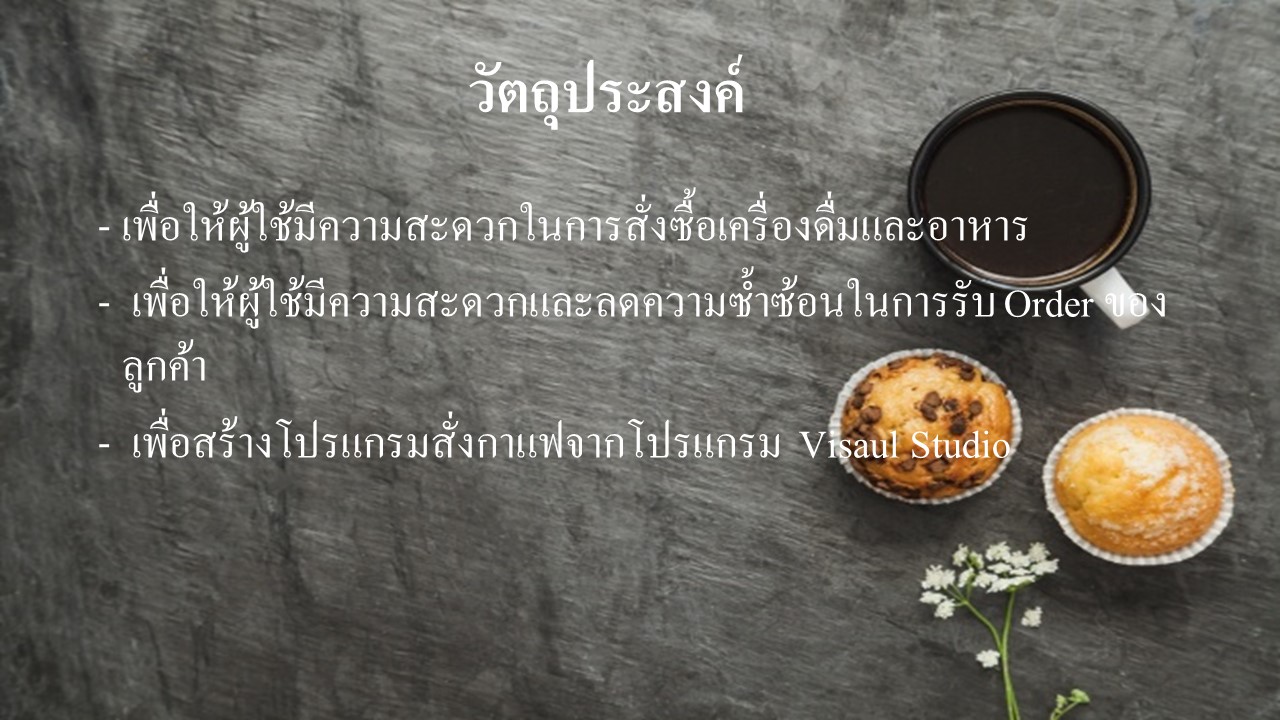 วัตถุประสงค์
- เพื่อให้ผู้ใช้มีความสะดวกในการสั่งซื้อเครื่องดื่มและอาหาร
- เพื่อให้ผู้ใช้มีความสะดวกและลดความซ้ำซ้อนในการรับ Order ของ
ลูกค้า
- เพื่อสร้างโปรแกรมสั่งกาแฟจากโปรแกรม Visaul Studio